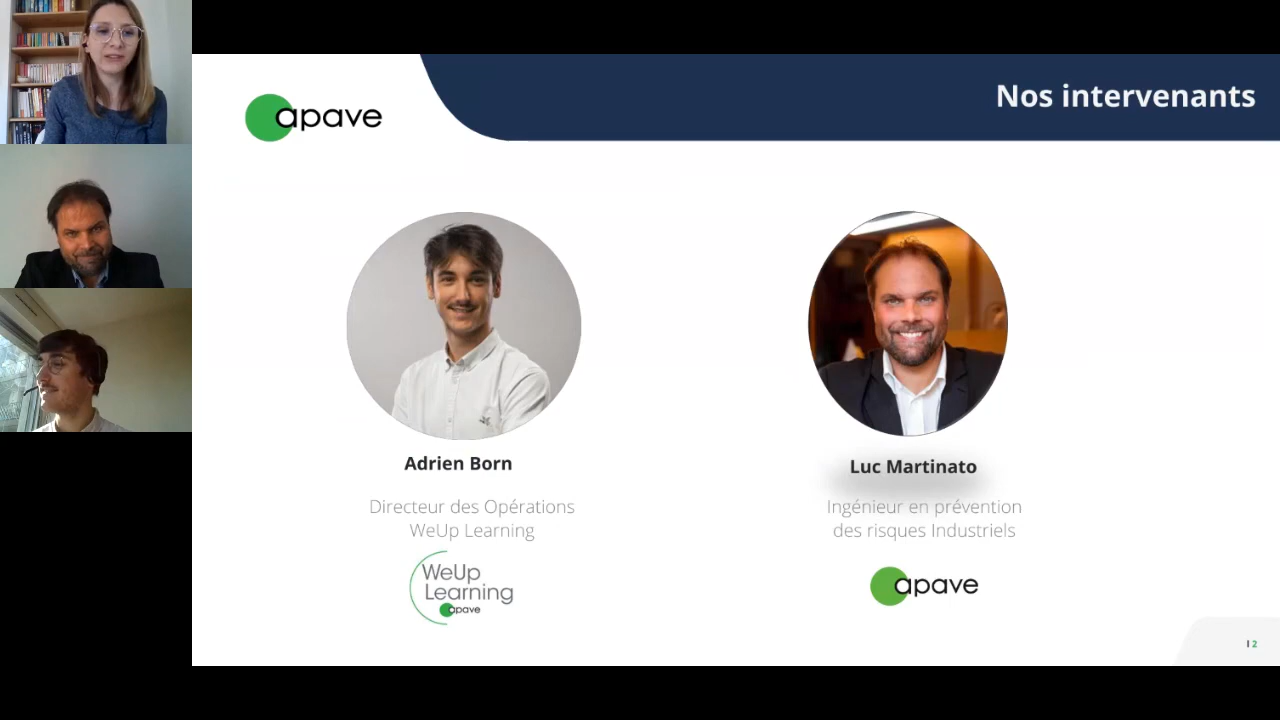 apave
Nos intervenants
Adrien Born
Directeur des Opérations
WeUp Learning
WeUp
Learning
apave
Luc Martinato
Ingénieur en prévention
des risques Industriels
apave
I 2